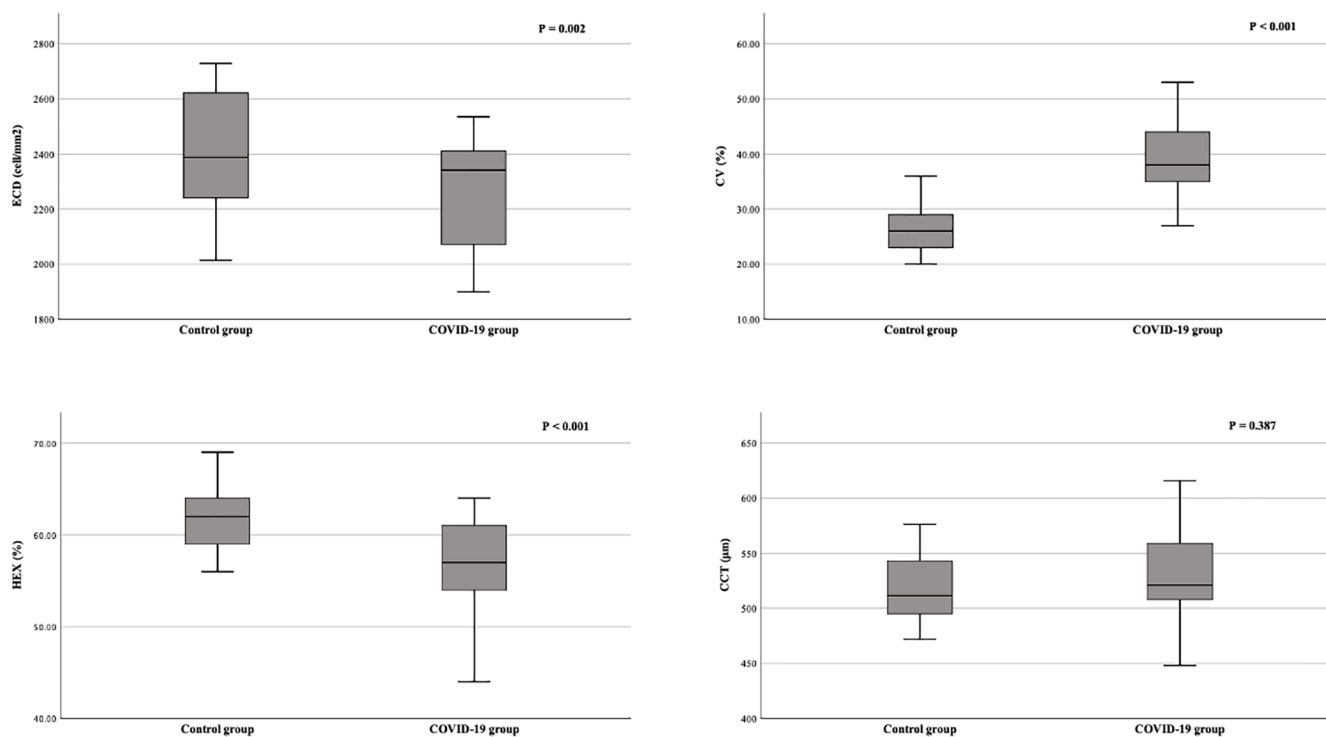 P = 0.002
2800
2600
2400
2200
2000
1800
ECD (cell/mm2)
Control group
COVID-19 group
P < 0.001
60.00
50.00
40.00
30.00
20.00
10.00
CV (%)
Control group
COVID-19 group
P < 0.001
70.00
60.00
50.00
40.00
HEX (%)
Control group
COVID-19 group
P = 0.387
650
600
550
500
450
400
CCT (µm)
Control group
COVID-19 group